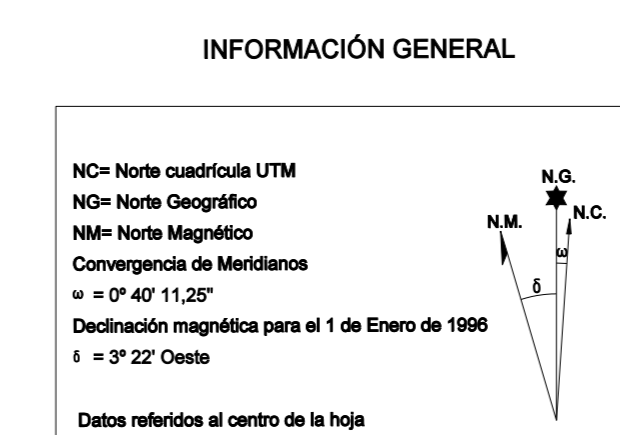 INFORMACIÓN GENERAL
NC= Norte cuadrícula UTM
NG= Norte Geográfico
NM= Norte Magnético
Convergencia de Meridianos
ω = 0º 40' 11,25"
Declinación magnética para el 1 de Enero de 1996
δ = 3º 22' Oeste
Datos referidos al centro de la hoja
N.G.
N.M.
N.C.
ω
δ